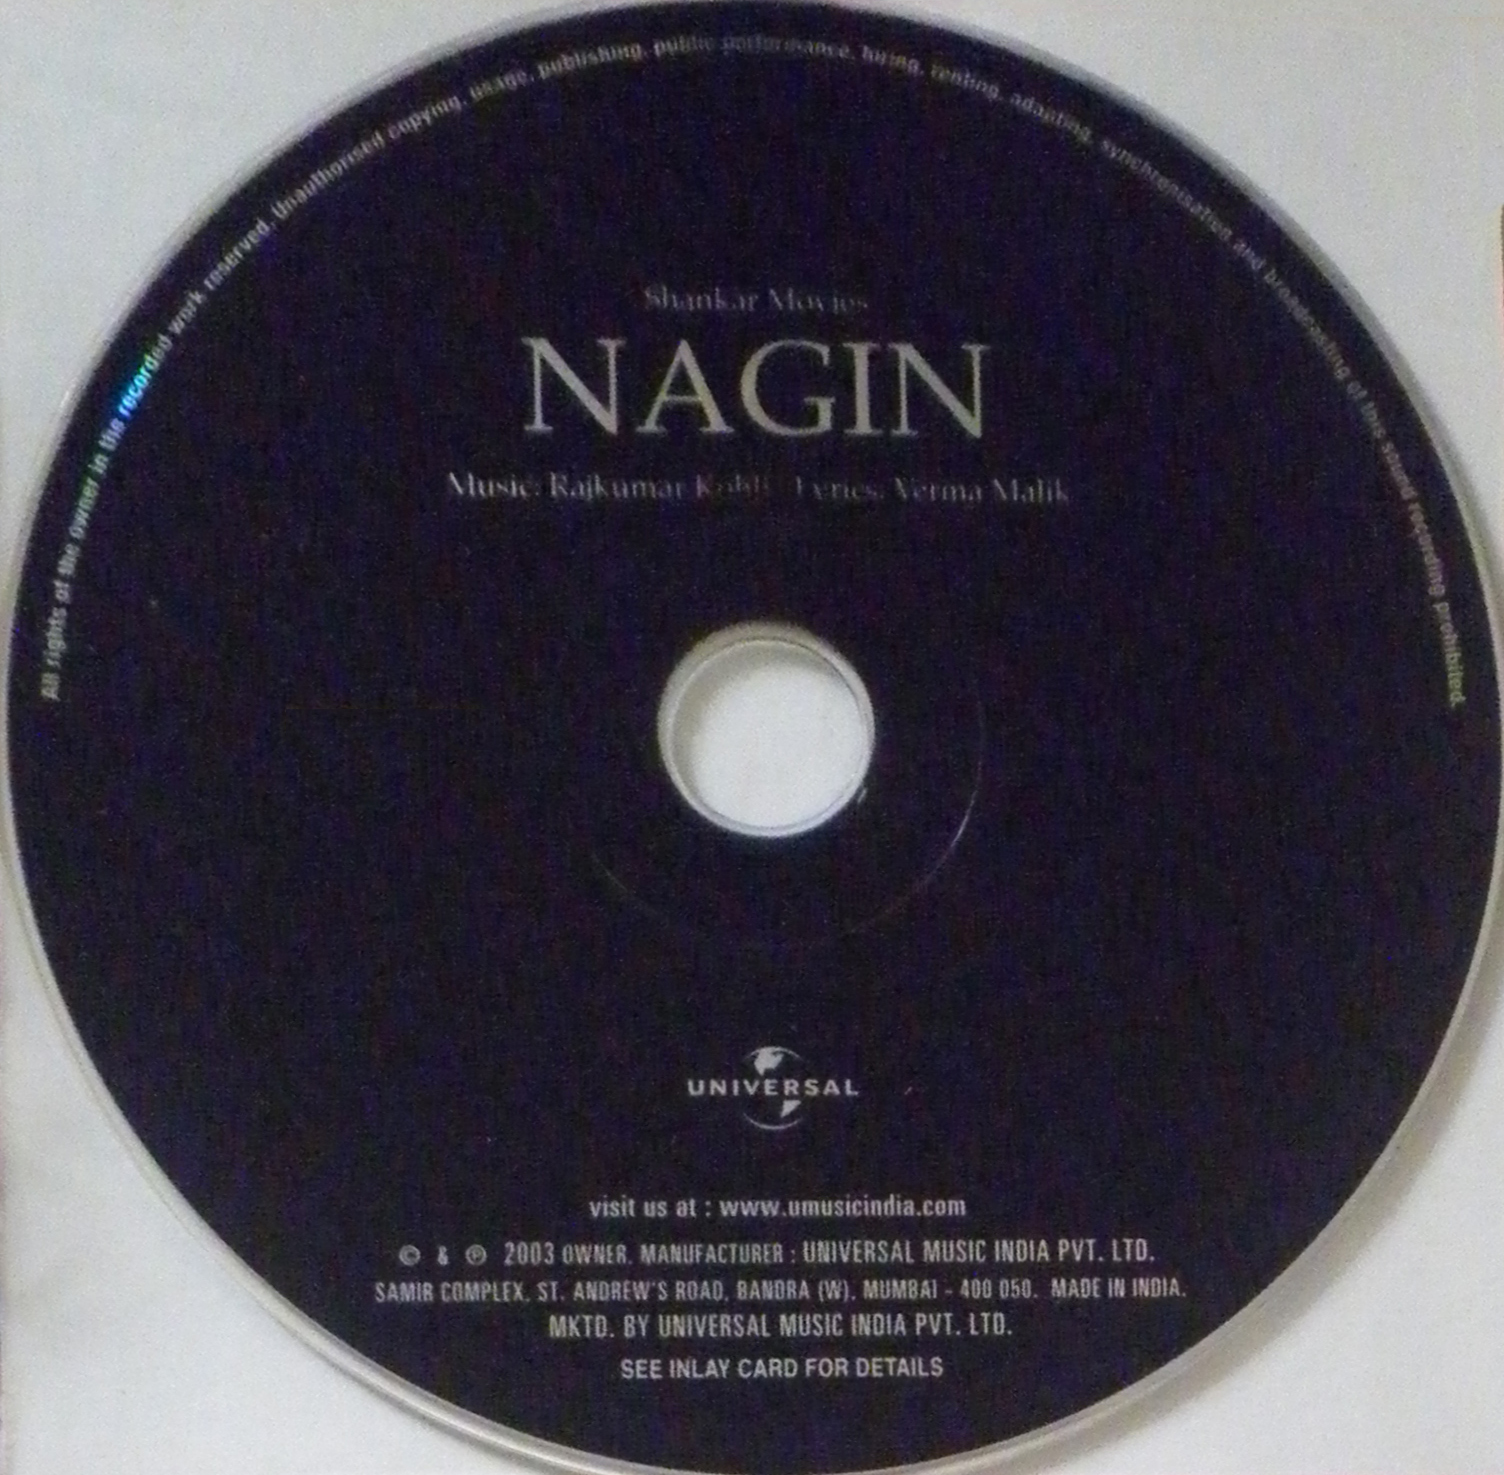 All rights of the owner in the recorded work reserved. Unauthorised copying, usage, publishing, public performance, hiring, renting, adapting, synchronisation and broadcasting of the sound recording prohibited.
Shankar Movies
NAGIN
Music: Rajkumar Kohli Lyrics: Verma Malik
UNIVERSAL
visit us at : www.umusicindia.com
© & ℗ 2003 OWNER, MANUFACTURER : UNIVERSAL MUSIC INDIA PVT. LTD.
SAMIR COMPLEX, ST. ANDREW'S ROAD, BANDRA (W), MUMBAI - 400 050. MADE IN INDIA.
MKTD. BY UNIVERSAL MUSIC INDIA PVT. LTD.
SEE INLAY CARD FOR DETAILS